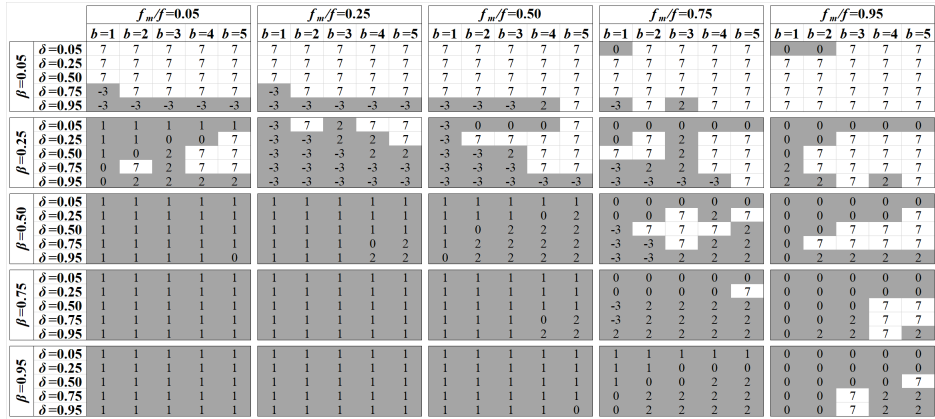 f_m/f=0.05 f_m/f=0.25 f_m/f=0.50 f_m/f=0.75 f_m/f=0.95
b=1 b=2 b=3 b=4 b=5 b=1 b=2 b=3 b=4 b=5 b=1 b=2 b=3 b=4 b=5 b=1 b=2 b=3 b=4 b=5 b=1 b=2 b=3 b=4 b=5
β=0.05
δ=0.05 7 7 7 7 7 7 7 7 7 7 7 7 7 7 7 0 7 7 7 7 0 0 7 7 7
δ=0.25 7 7 7 7 7 7 7 7 7 7 7 7 7 7 7 7 7 7 7 7 7 7 7 7 7
δ=0.50 7 7 7 7 7 7 7 7 7 7 7 7 7 7 7 7 7 7 7 7 7 7 7 7 7
δ=0.75 -3 7 7 7 7 -3 7 7 7 7 7 7 7 7 7 7 7 7 7 7 7 7 7 7 7
δ=0.95 -3 -3 -3 -3 -3 -3 -3 -3 -3 -3 -3 -3 -3 2 7 -3 7 2 7 7 7 7 7 7 7
β=0.25
δ=0.05 1 1 1 1 1 -3 7 2 7 7 -3 0 0 0 7 0 0 0 0 0 0 0 0 0 0
δ=0.25 1 1 0 0 7 -3 -3 2 2 7 -3 7 7 7 7 0 7 2 7 7 0 0 7 7 7
δ=0.50 1 0 2 7 7 -3 -3 -3 2 2 -3 -3 2 7 7 7 7 2 7 7 0 7 7 7 7
δ=0.75 0 7 2 7 7 -3 -3 -3 -3 -3 -3 -3 -3 7 7 -3 2 2 7 7 2 7 7 7 7
δ=0.95 0 2 2 2 2 -3 -3 -3 -3 -3 -3 -3 -3 -3 -3 -3 -3 -3 -3 7 2 2 7 2 7
β=0.50
δ=0.05 1 1 1 1 1 1 1 1 1 1 1 1 1 1 1 0 0 0 0 0 0 0 0 0 0
δ=0.25 1 1 1 1 1 1 1 1 1 1 1 1 1 0 2 0 0 7 2 7 0 0 0 0 7
δ=0.50 1 1 1 1 1 1 1 1 1 1 1 0 2 2 2 -3 7 7 7 2 0 0 7 7 7
δ=0.75 1 1 1 1 1 1 1 1 0 2 1 2 2 2 2 -3 -3 7 2 2 0 7 7 7 7
δ=0.95 1 1 1 1 0 1 1 1 2 2 0 2 2 2 2 -3 -3 2 2 2 0 2 2 2 2
β=0.75
δ=0.05 1 1 1 1 1 1 1 1 1 1 1 1 1 1 1 0 0 0 0 0 0 0 0 0 0
δ=0.25 1 1 1 1 1 1 1 1 1 1 1 1 1 1 1 0 0 0 0 7 0 0 0 0 0
δ=0.50 1 1 1 1 1 1 1 1 1 1 1 1 1 1 1 -3 2 2 2 2 0 0 0 7 7
δ=0.75 1 1 1 1 1 1 1 1 1 1 1 1 1 0 2 -3 2 2 2 2 0 0 2 7 7
δ=0.95 1 1 1 1 1 1 1 1 1 1 1 1 1 2 2 2 2 2 2 2 0 2 2 7 2
β=0.95
δ=0.05 1 1 1 1 1 1 1 1 1 1 1 1 1 1 1 1 1 1 1 1 0 0 0 0 0
δ=0.25 1 1 1 1 1 1 1 1 1 1 1 1 1 1 1 1 1 0 0 0 0 0 0 0 0
δ=0.50 1 1 1 1 1 1 1 1 1 1 1 1 1 1 1 1 0 0 2 2 0 0 0 0 7
δ=0.75 1 1 1 1 1 1 1 1 1 1 1 1 1 1 1 0 2 2 2 2 0 0 7 2 2
δ=0.95 1 1 1 1 1 1 1 1 1 1 1 1 1 1 0 0 2 2 2 2 0 0 7 2 2